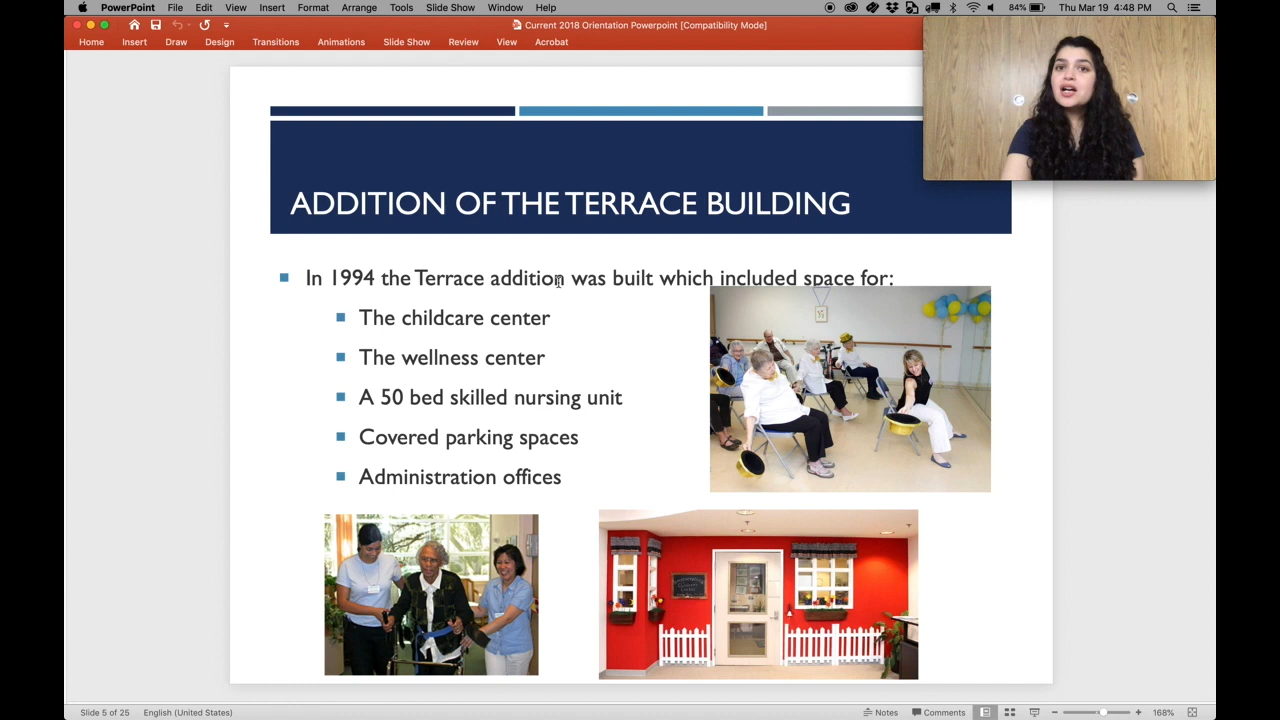 PowerPoint File Edit View Insert Format Arrange Tools Slide Show Window Help 84% Thu Mar 19 4:48 PM
Current 2018 Orientation Powerpoint [Compatibility Mode]
Home Insert Draw Design Transitions Animations Slide Show Review View Acrobat
ADDITION OF THE TERRACE BUILDING
In 1994 the Terrace addition was built which included space for:
The childcare center
The wellness center
A 50 bed skilled nursing unit
Covered parking spaces
Administration offices
Slide 5 of 25 English (United States) Notes Comments 168%